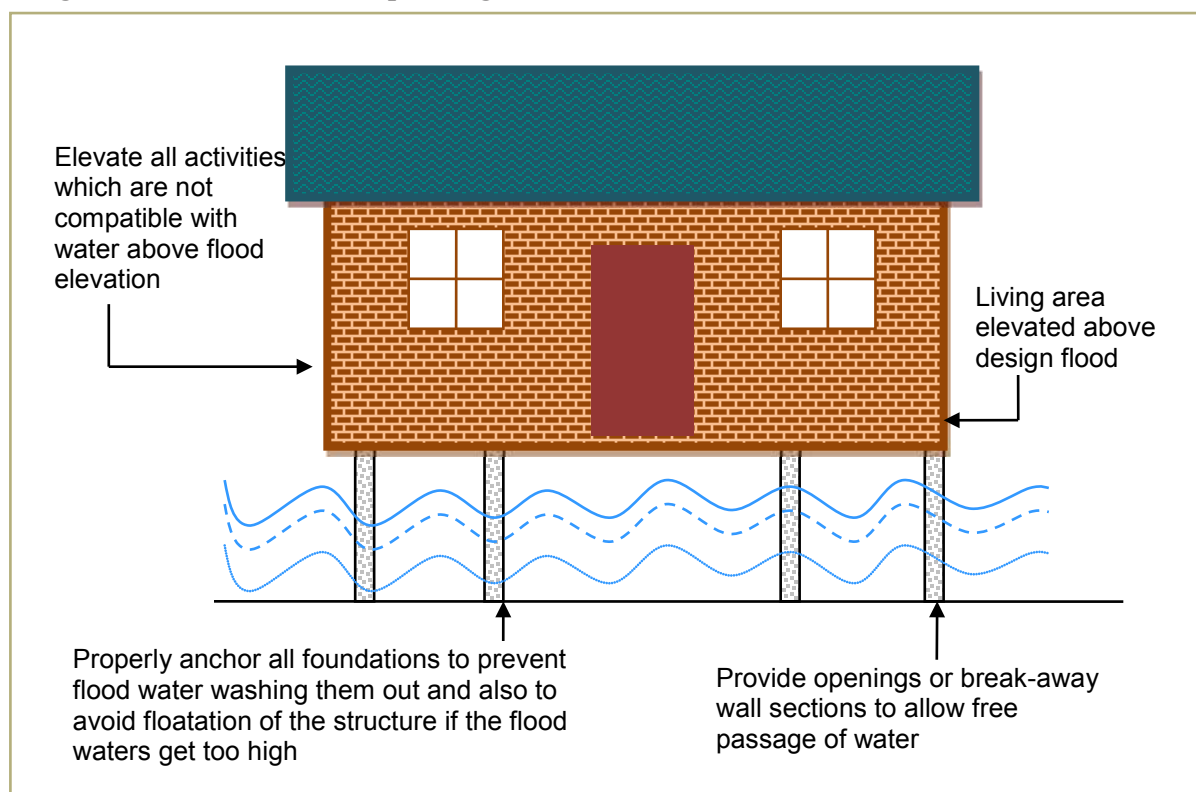 Elevate all activities
which are not
compatible with
water above flood
elevation
Living area
elevated above
design flood
Properly anchor all foundations to prevent
flood water washing them out and also to
avoid floatation of the structure if the flood
waters get too high
Provide openings or break-away
wall sections to allow free
passage of water